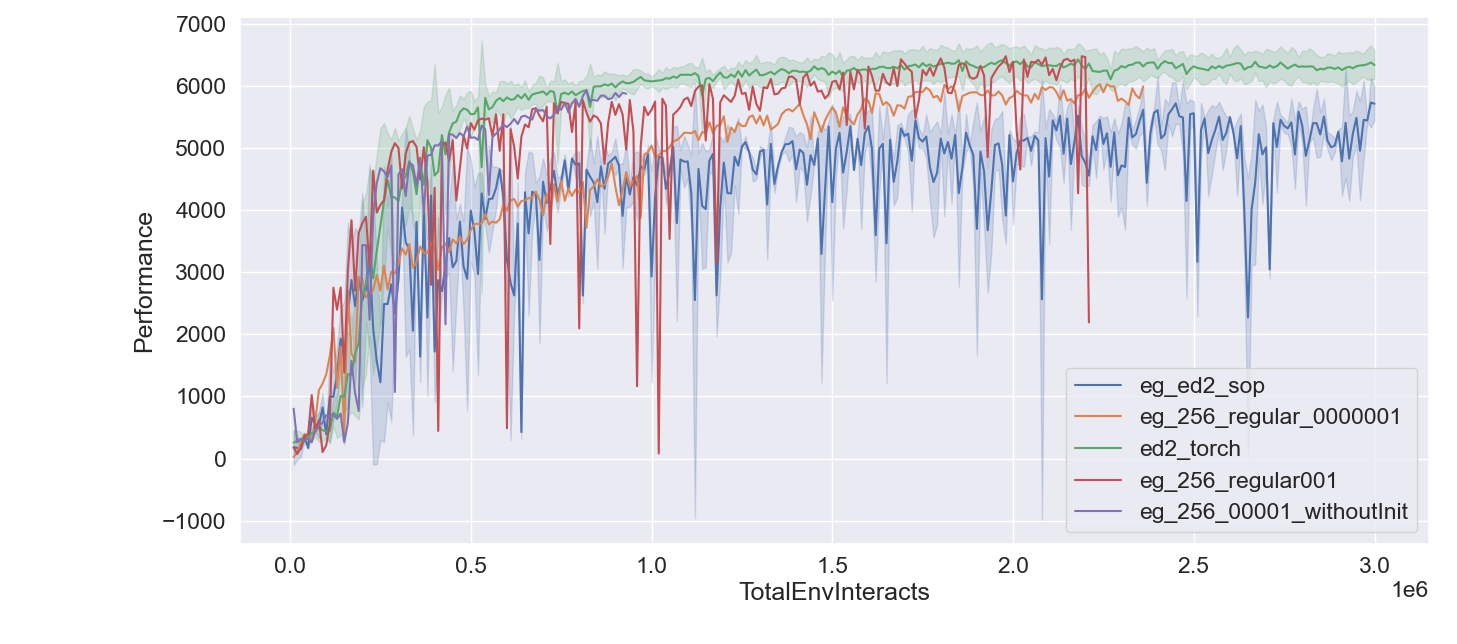 7000
6000
5000
4000
3000
2000
1000
0
−1000
Performance
0.0
0.5
1.0
1.5
2.0
2.5
3.0
1e6
TotalEnvInteracts
eg_ed2_sop
eg_256_regular_0000001
ed2_torch
eg_256_regular001
eg_256_00001_withoutInit